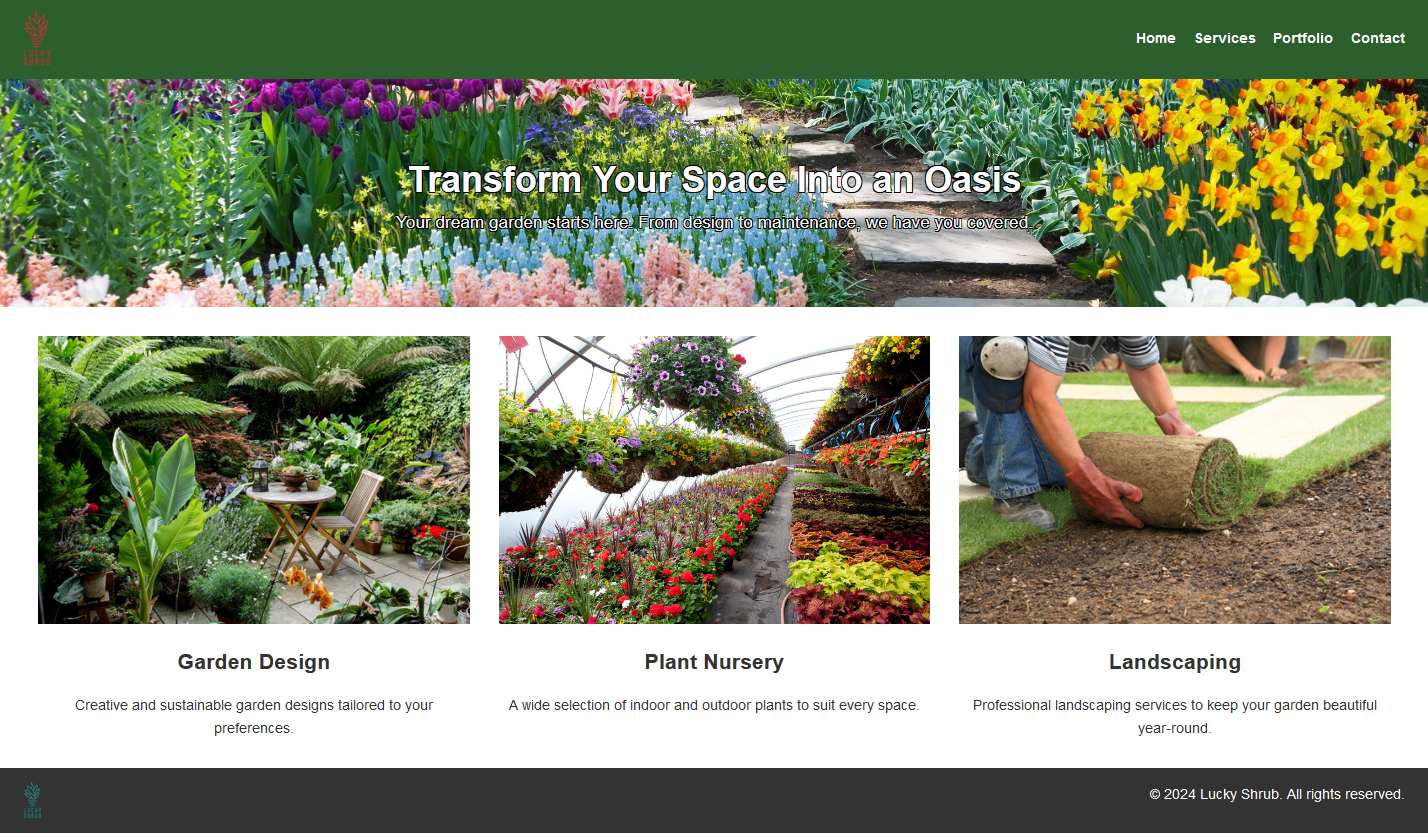 LUCKY
SHRUB
Home Services Portfolio Contact
Transform Your Space Into an Oasis
Your dream garden starts here. From design to maintenance, we have you covered.
Garden Design
Creative and sustainable garden designs tailored to your
preferences.
Plant Nursery
A wide selection of indoor and outdoor plants to suit every space.
Landscaping
Professional landscaping services to keep your garden beautiful
year-round.
LUCKY
SHRUB
© 2024 Lucky Shrub. All rights reserved.